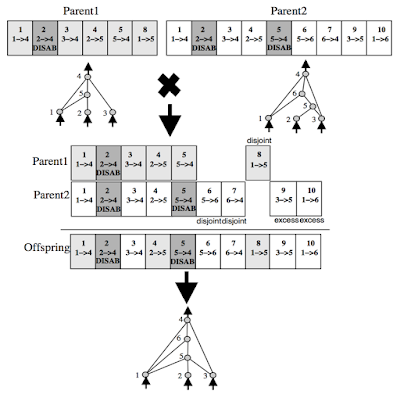 Parent1 Parent2
1 2 3 4 5 8
1->4 2->4 3->4 2->5 5->4 1->5
DISAB
1 2 3 4 5 6 7 9 10
1->4 2->4 3->4 2->5 5->4 5->6 6->4 3->5 1->6
DISAB DISAB
4
5
1 2 3
4
6
5
1 2 3
disjoint
Parent1
1 2 3 4 5 8
1->4 2->4 3->4 2->5 5->4 1->5
DISAB
Parent2
1 2 3 4 5 6 7 9 10
1->4 2->4 3->4 2->5 5->4 5->6 6->4 3->5 1->6
DISAB DISAB
disjoint disjoint excess excess
Offspring
1 2 3 4 5 6 7 8 9 10
1->4 2->4 3->4 2->5 5->4 5->6 6->4 1->5 3->5 1->6
DISAB DISAB
4
6
5
1 2 3